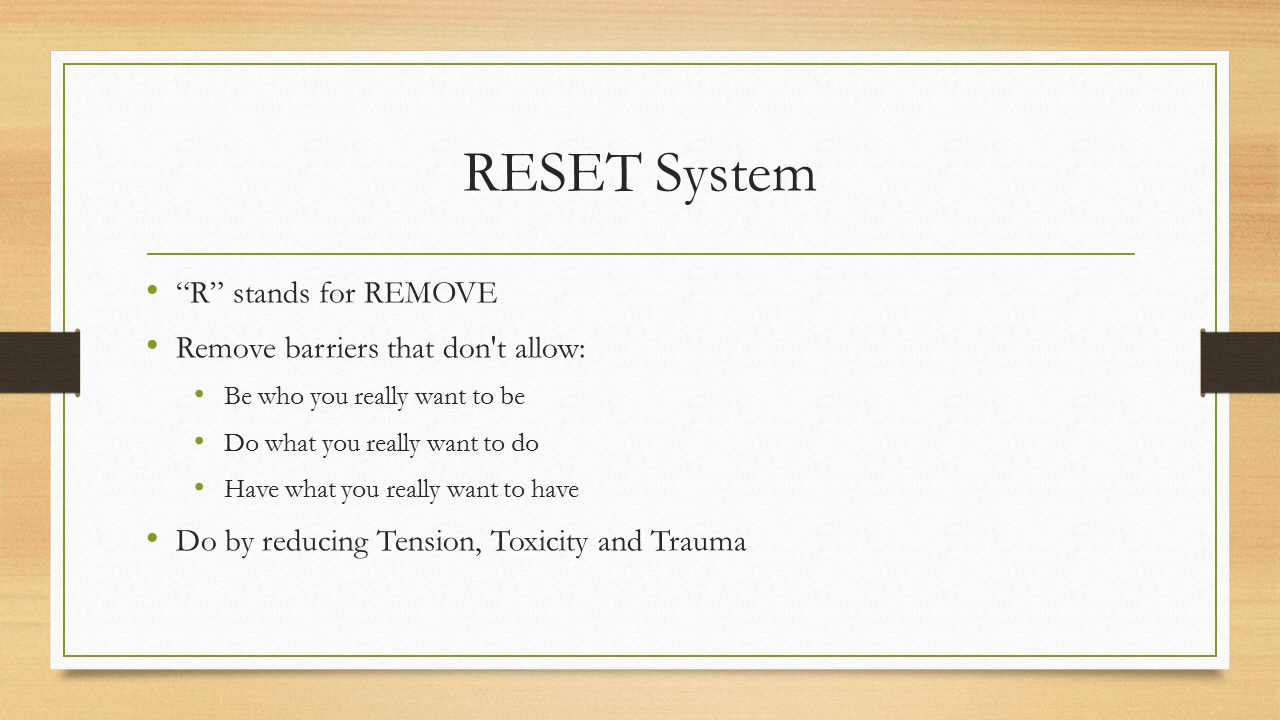 RESET System
• “R” stands for REMOVE
• Remove barriers that don't allow:
• Be who you really want to be
• Do what you really want to do
• Have what you really want to have
• Do by reducing Tension, Toxicity and Trauma